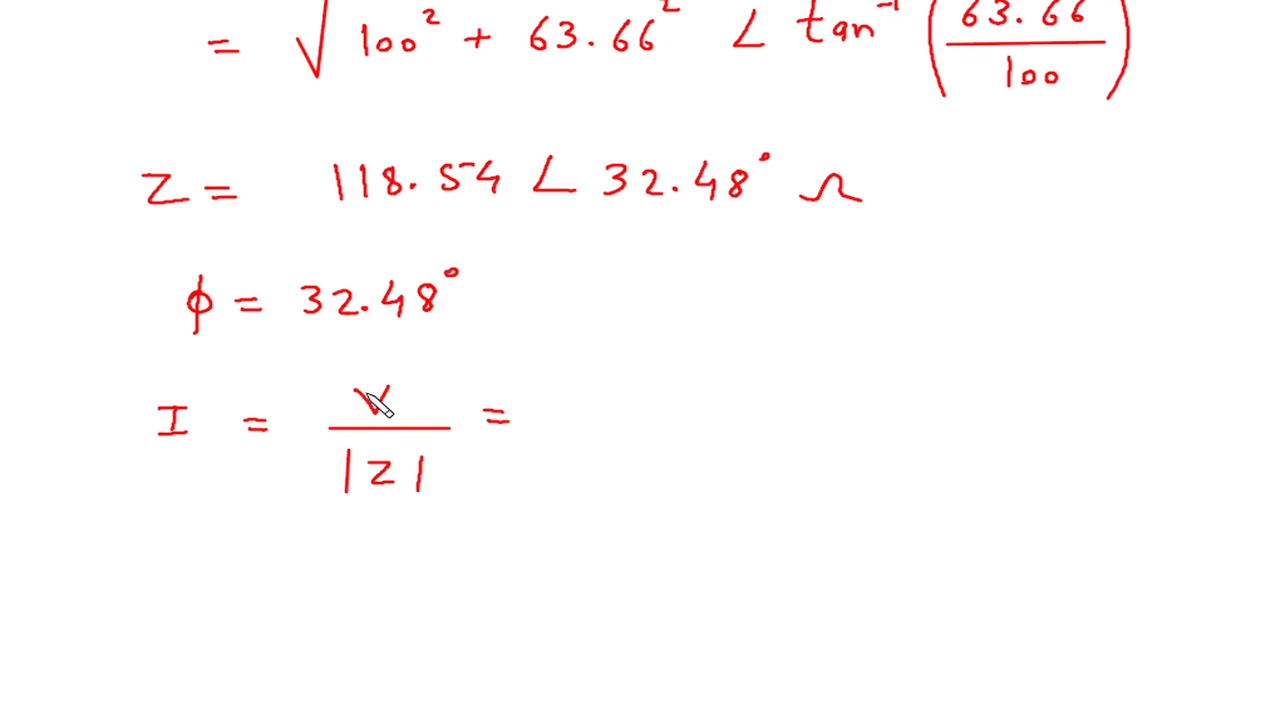 = √ 100² + 63.66² ∠ tan⁻¹ (63.66 / 100)
Z = 118.54 ∠ 32.48° Ω
ϕ = 32.48°
I = V / |Z| =